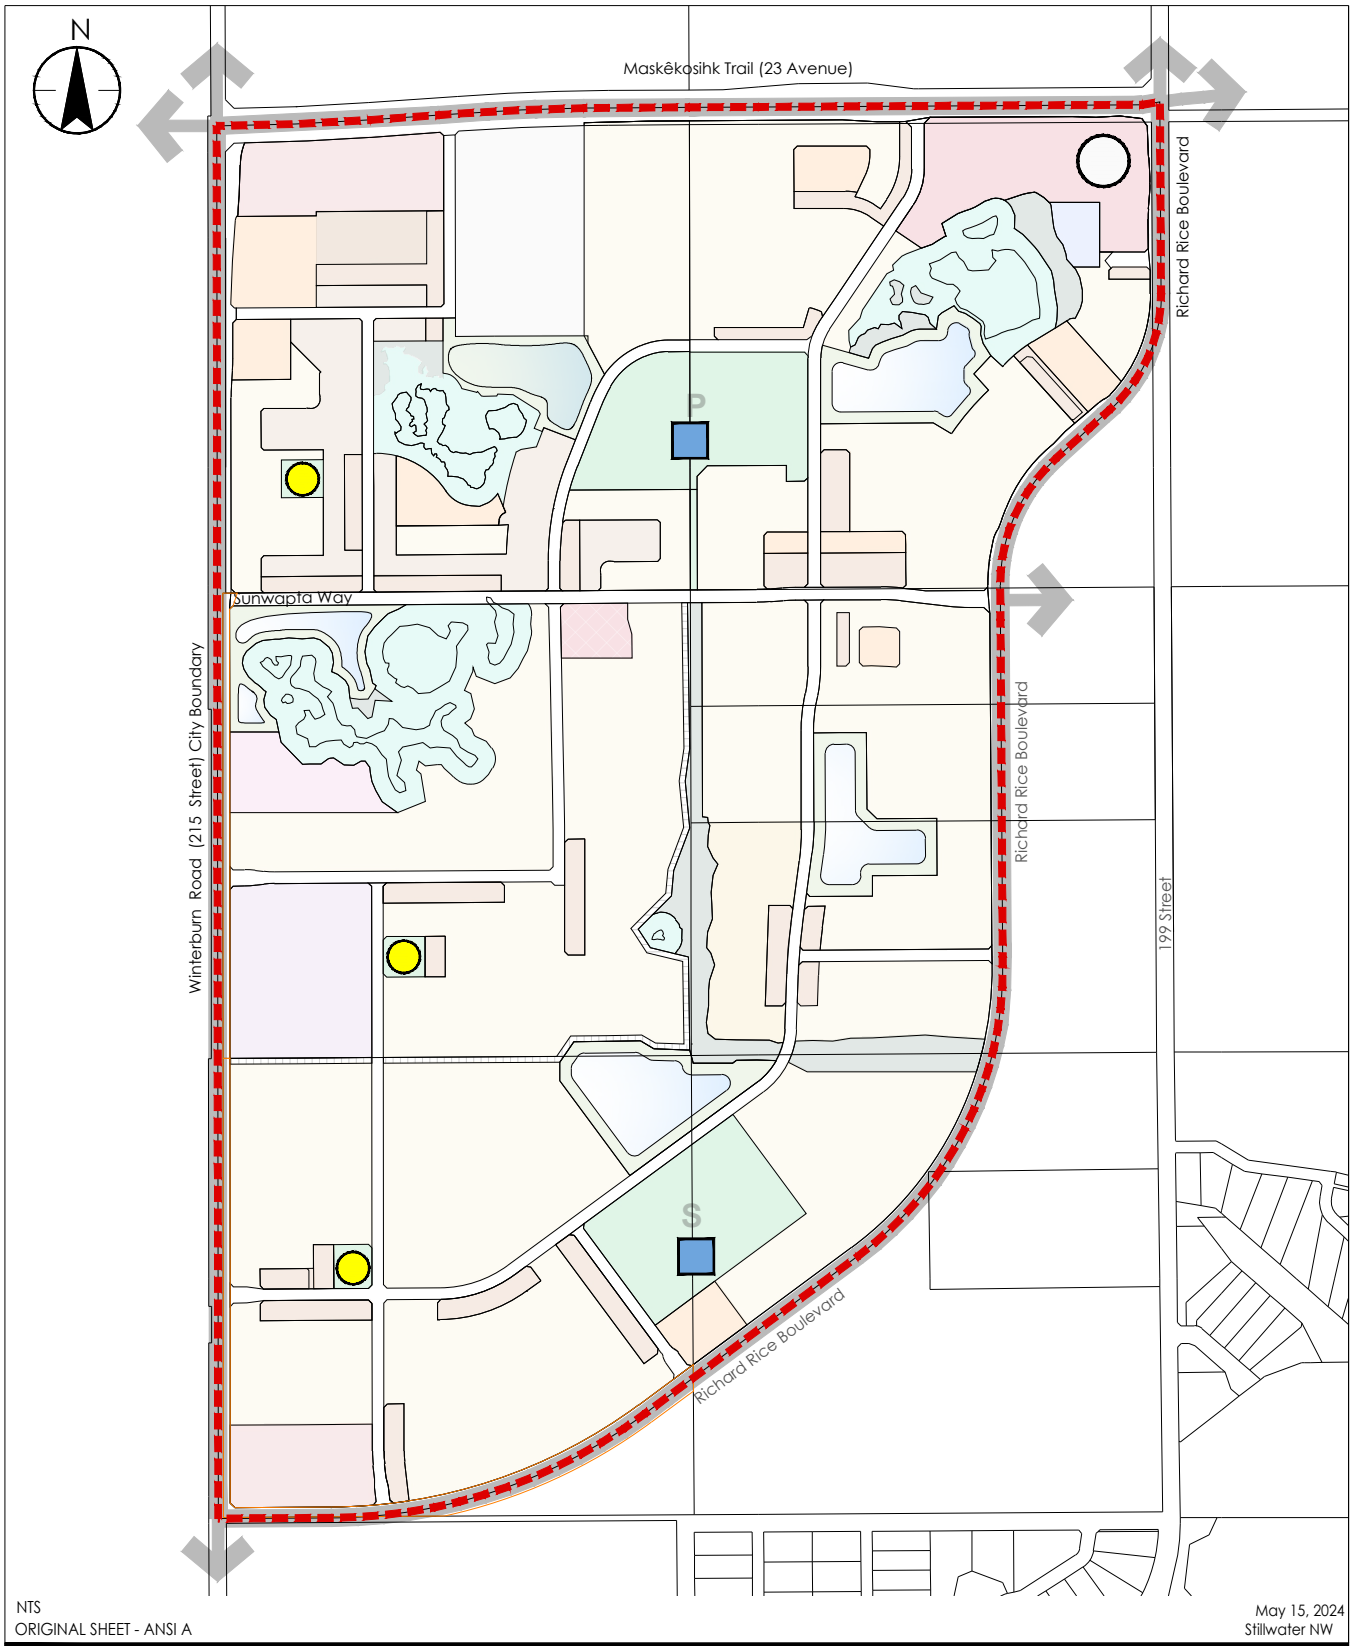 N
Maskêkosihk Trail (23 Avenue)
Richard Rice Boulevard
P
Sunwapta Way
Winterburn Road (215 Street) City Boundary
Richard Rice Boulevard
199 Street
S
Richard Rice Boulevard
NTS
ORIGINAL SHEET - ANSI A
May 15, 2024
Stillwater NW